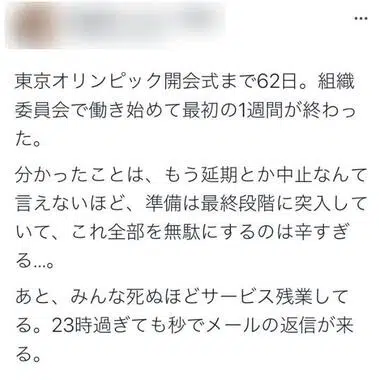 東京オリンピック開会式まで62日。組織
委員会で働き始めて最初の1週間が終わっ
た。
分かったことは、もう延期とか中止なんて
言えないほど、準備は最終段階に突入して
いて、これ全部を無駄にするのは辛すぎ
る...。
あと、みんな死ぬほどサービス残業して
る。23時過ぎても秒でメールの返信が来
る。